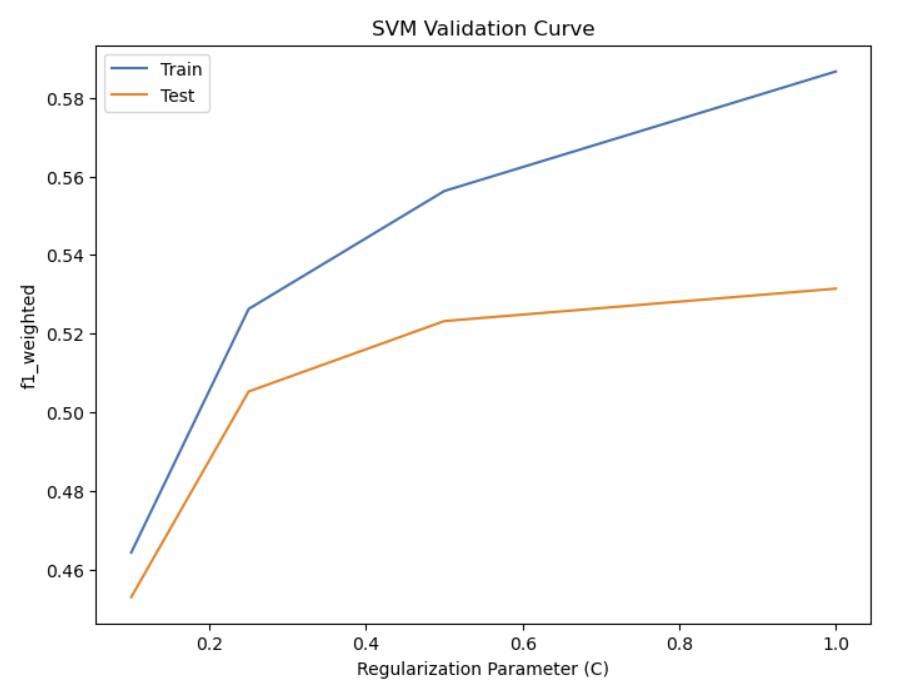 SVM Validation Curve
Train
Test
0.58
0.56
0.54
0.52
0.50
0.48
0.46
f1_weighted
0.2 0.4 0.6 0.8 1.0
Regularization Parameter (C)